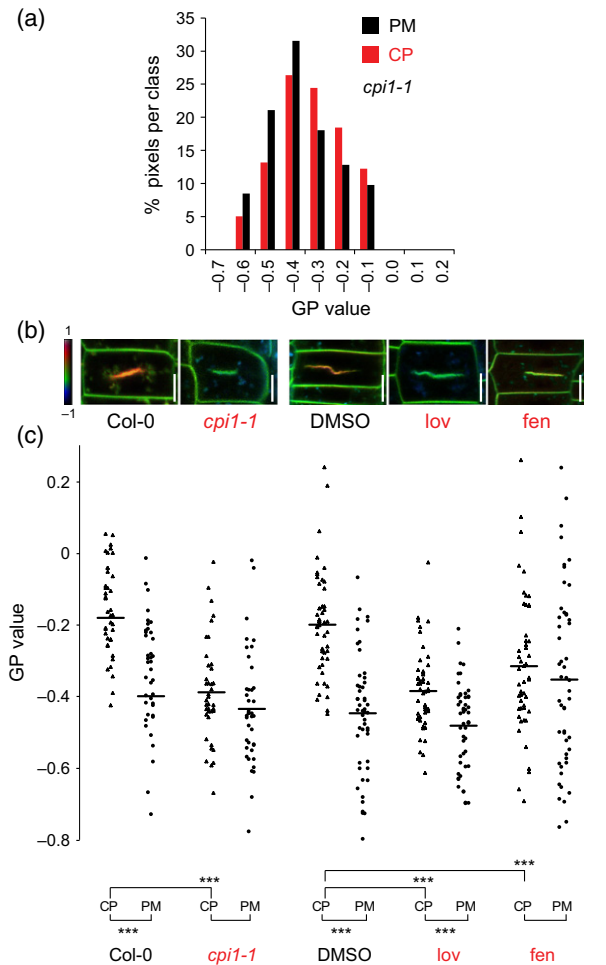 (a)
35
30
25
20
15
10
5
0
% pixels per class
PM
CP
cpi1-1
–0.7 –0.6 –0.5 –0.4 –0.3 –0.2 –0.1 0.0 0.1 0.2
GP value
(b)
1
–1
Col-0 cpi1-1 DMSO lov fen
(c)
0.2
0
–0.2
–0.4
–0.6
–0.8
GP value
***
*** ***
CP PM CP PM CP PM CP PM CP PM
*** *** ***
Col-0 cpi1-1 DMSO lov fen